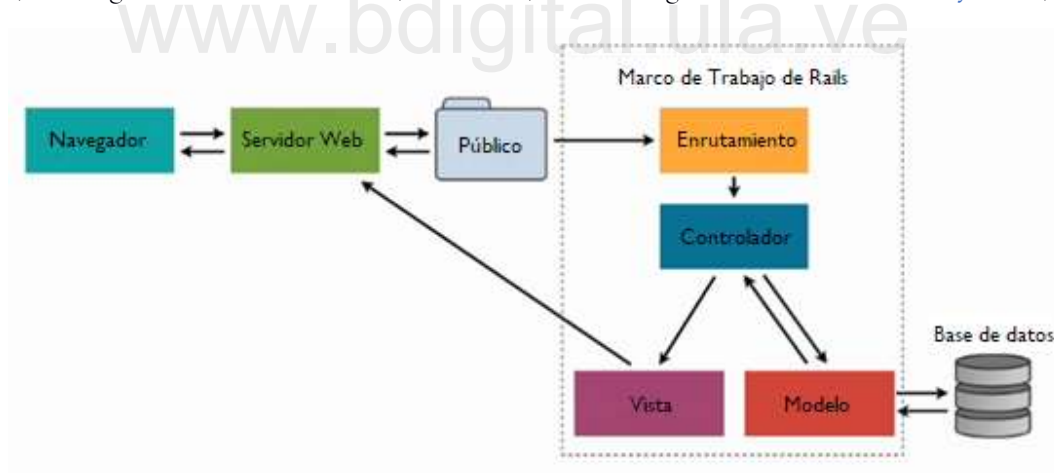 www.bdigital.ula.ve
Marco de Trabajo de Rails
Navegador
Servidor Web
Público
Enrutamiento
Controlador
Base de datos
Vista
Modelo